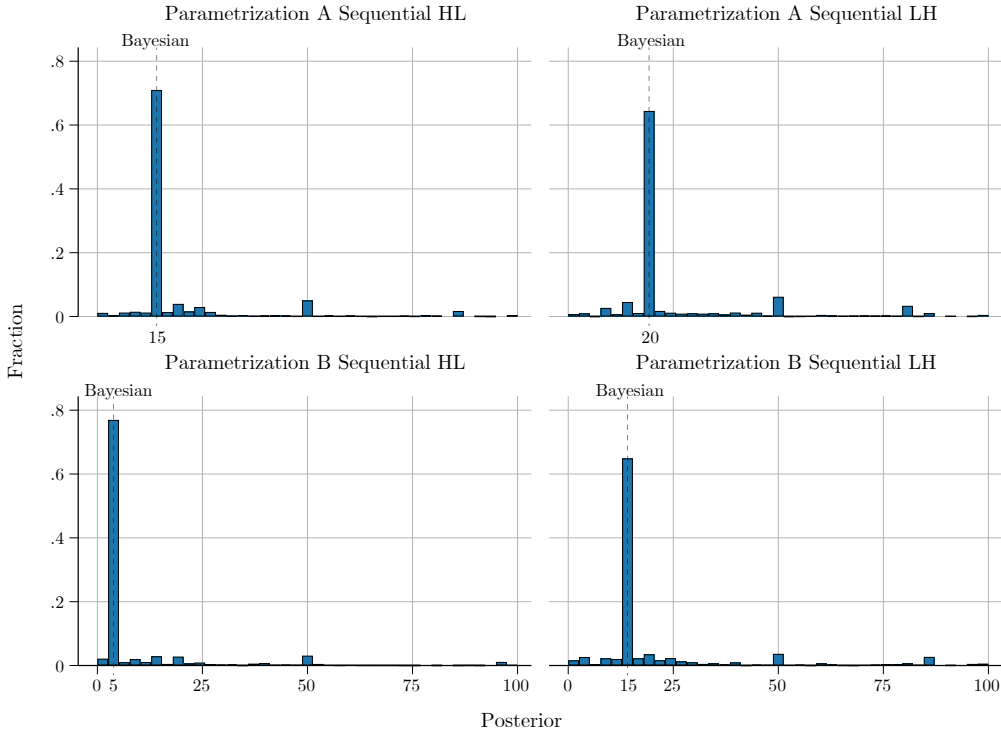 Parametrization A Sequential HL
Parametrization A Sequential LH
Bayesian
Bayesian
.8
.6
.4
.2
0
15
20
Fraction
Parametrization B Sequential HL
Parametrization B Sequential LH
Bayesian
Bayesian
.8
.6
.4
.2
0
0 5 25 50 75 100
0 15 25 50 75 100
Posterior